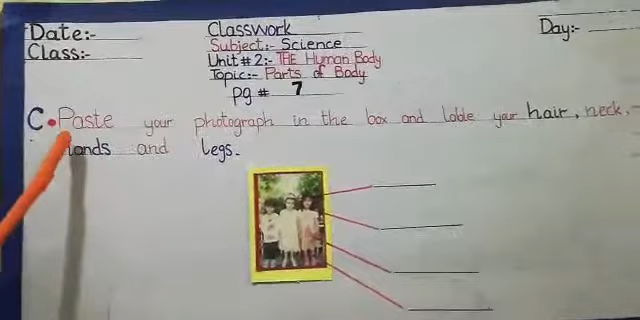 Date:-
Class:-
Classwork
Subject:- Science
Unit # 2:- THE Human Body
Topic:- Parts of Body
Pg # 7
Day:-
C. Paste your photograph in the box and lable your hair, neck,
and legs.